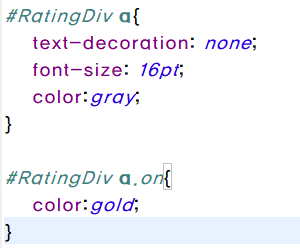 #RatingDiv a{
text-decoration: none;
font-size: 16pt;
color:gray;
}
#RatingDiv a.on{
color:gold;
}